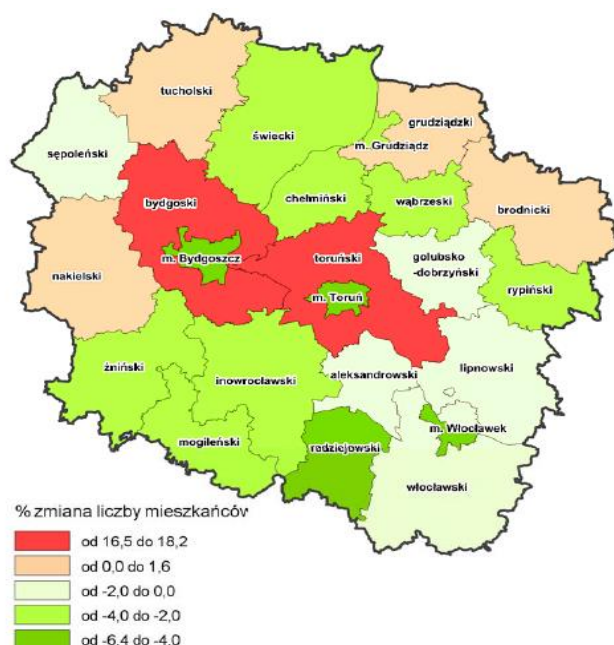 tucholski
sępoleński
świecki
grudziądzki
m. Grudziądz
chełmiński
wąbrzeski
brodnicki
bydgoski
m. Bydgoszcz
toruński
m. Toruń
golubsko
-dobrzyński
rypiński
nakielski
żniński
inowrocławski
aleksandrowski
lipnowski
mogileński
radziejowski
m. Włocławek
włocławski
% zmiana liczby mieszkańców
od 16,5 do 18,2
od 0,0 do 1,6
od -2,0 do 0,0
od -4,0 do -2,0
od -6,4 do -4,0